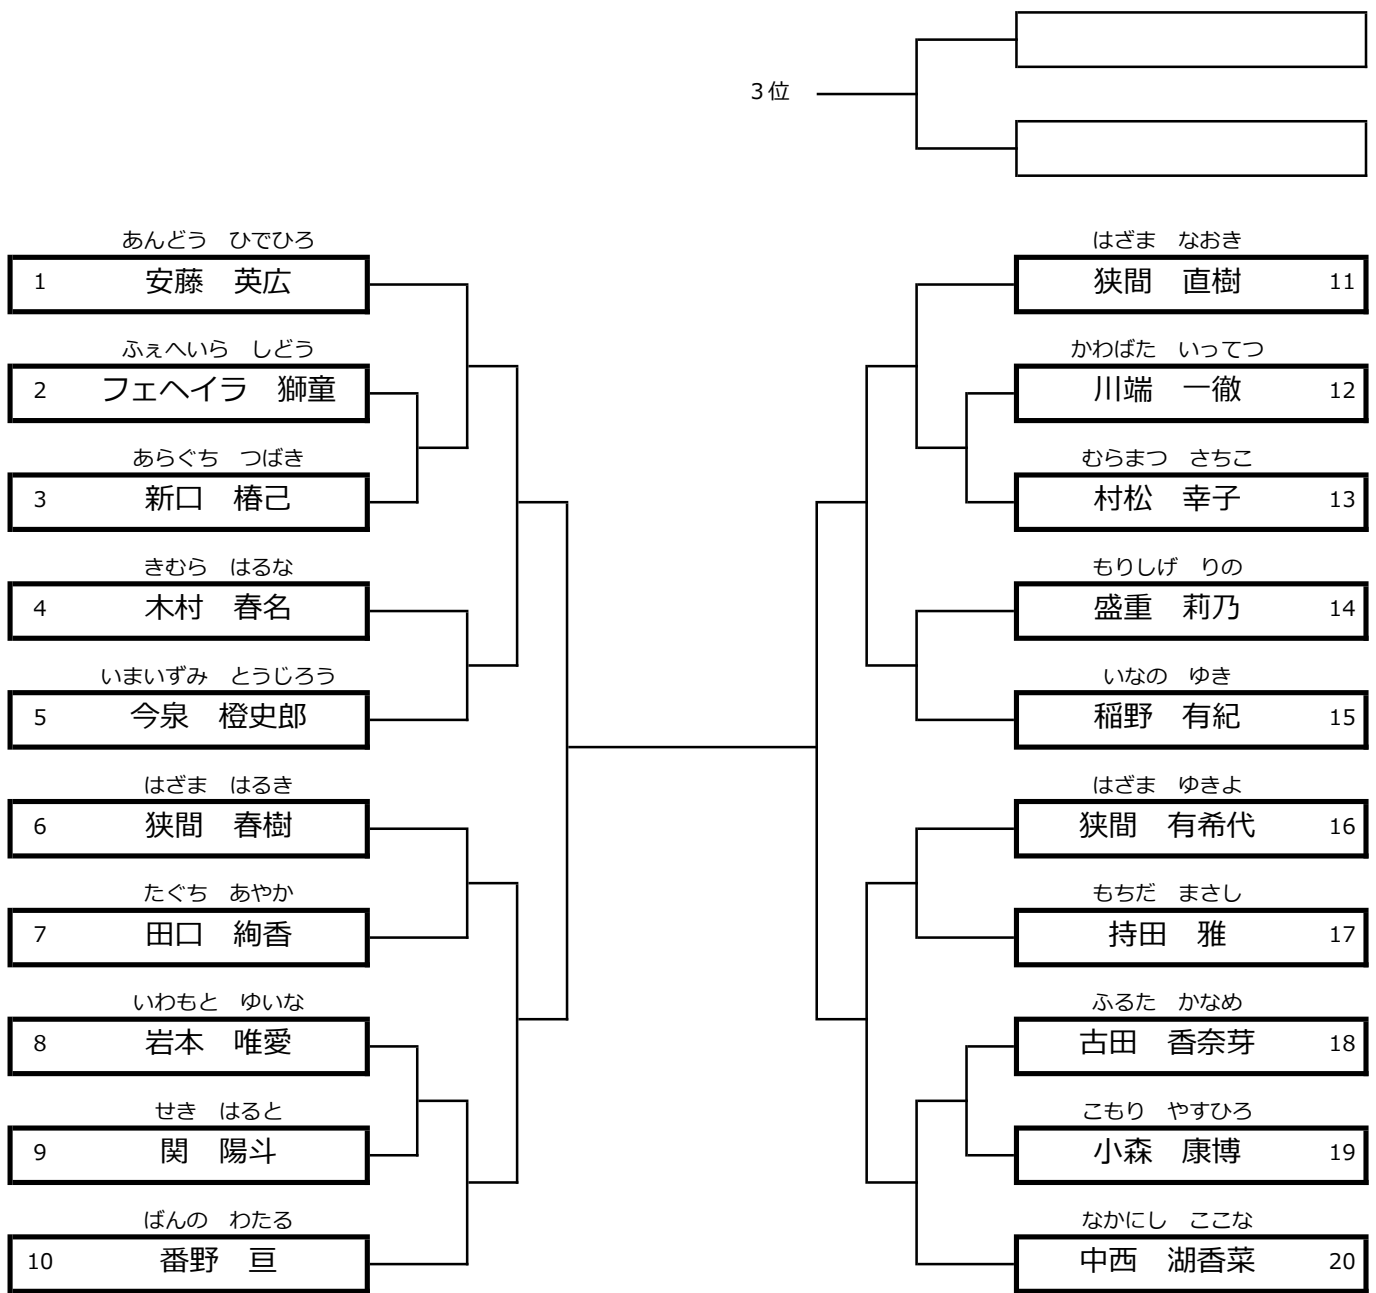 3位
あんどう　ひでひろ
1　安藤　英広
ふぇへいら　しどう
2　フェヘイラ　獅童
あらぐち　つばき
3　新口　椿己
きむら　はるな
4　木村　春名
いまいずみ　とうじろう
5　今泉　橙史郎
はざま　はるき
6　狭間　春樹
たぐち　あやか
7　田口　絢香
いわもと　ゆいな
8　岩本　唯愛
せき　はると
9　関　陽斗
ばんの　わたる
10　番野　亘
はざま　なおき
狭間　直樹　11
かわばた　いってつ
川端　一徹　12
むらまつ　さちこ
村松　幸子　13
もりしげ　りの
盛重　莉乃　14
いなの　ゆき
稲野　有紀　15
はざま　ゆきよ
狭間　有希代　16
もちだ　まさし
持田　雅　17
ふるた　かなめ
古田　香奈芽　18
こもり　やすひろ
小森　康博　19
なかにし　ここな
中西　湖香菜　20